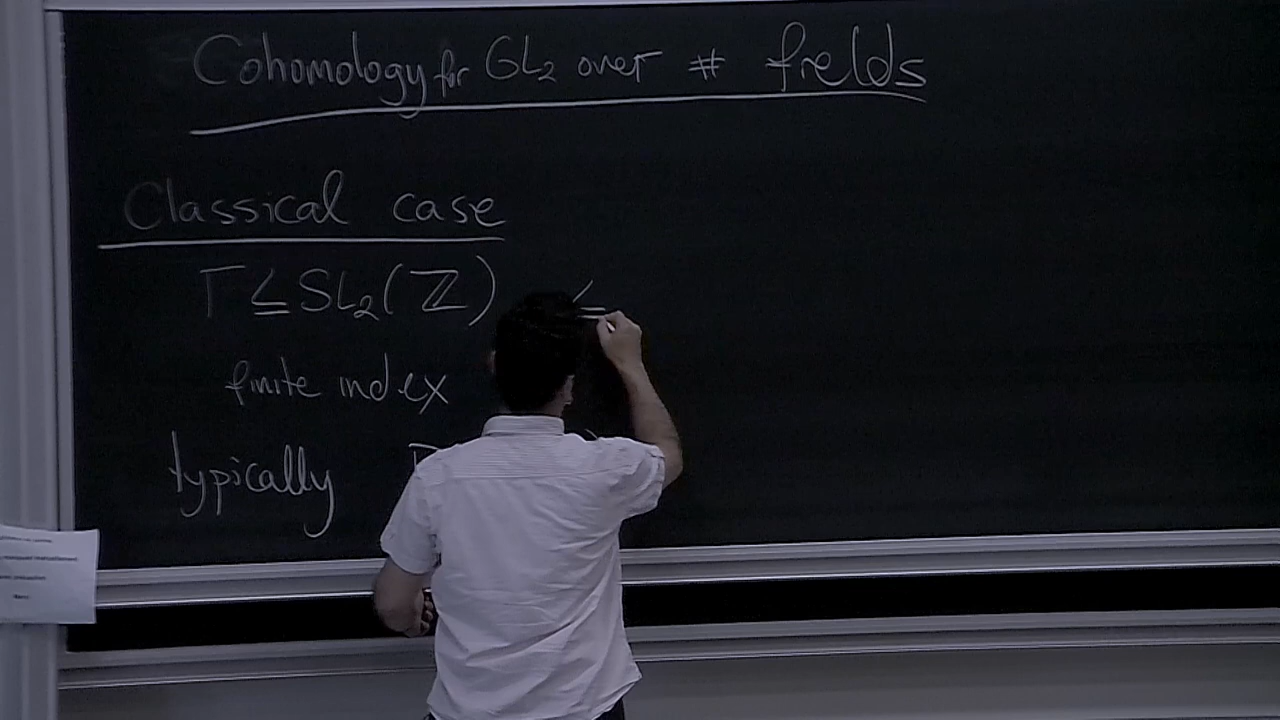 Cohomology for GL₂ over # fields
Classical case
Γ ≤ SL₂(ℤ) ≤
finite index
typically